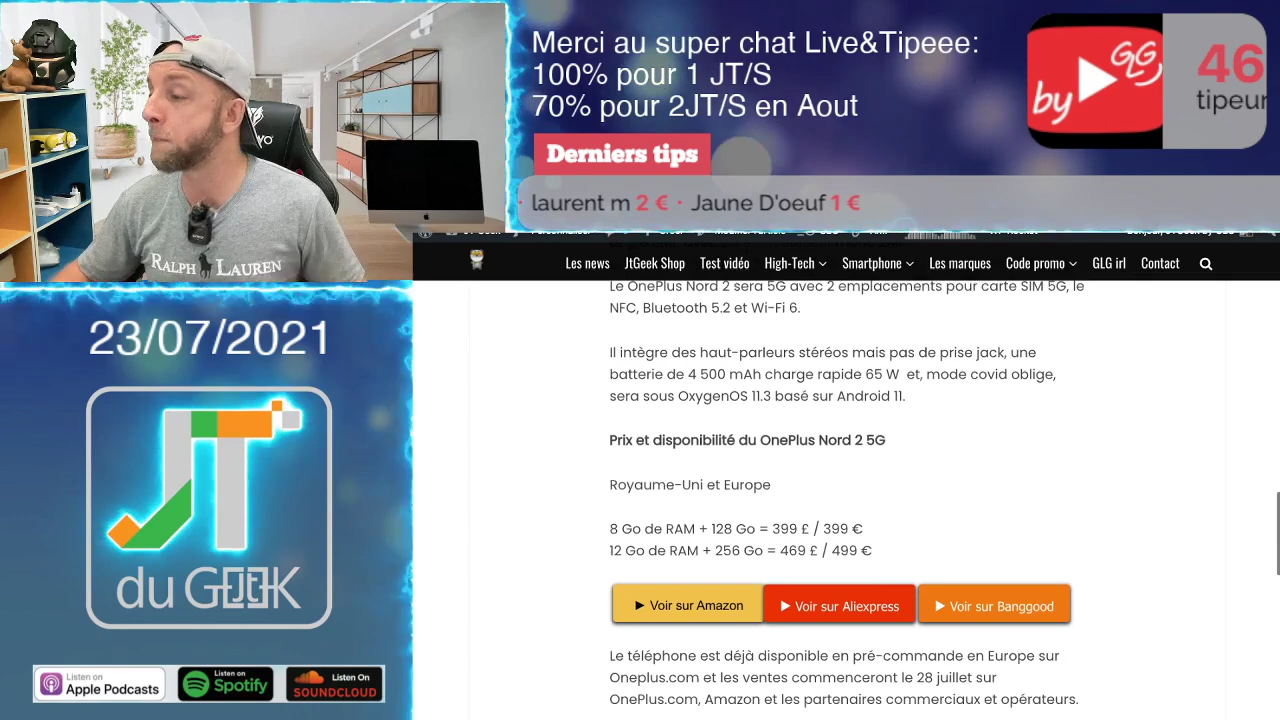 Merci au super chat Live&Tipeee:
100% pour 1 JT/S
70% pour 2JT/S en Aout
Derniers tips
· laurent m 2 € · Jaune D'oeuf 1 €
by GLG
46
tipeur
RALPH LAUREN
23/07/2021
JT
du GEEK
Listen on
Apple Podcasts
Listen on
Spotify
Listen On
SOUNDCLOUD
Les news JtGeek Shop Test vidéo High-Tech Smartphone Les marques Code promo GLG irl Contact
Le OnePlus Nord 2 sera 5G avec 2 emplacements pour carte SIM 5G, le
NFC, Bluetooth 5.2 et Wi-Fi 6.
Il intègre des haut-parleurs stéréos mais pas de prise jack, une
batterie de 4 500 mAh charge rapide 65 W et, mode covid oblige,
sera sous OxygenOS 11.3 basé sur Android 11.
Prix et disponibilité du OnePlus Nord 2 5G
Royaume-Uni et Europe
8 Go de RAM + 128 Go = 399 £ / 399 €
12 Go de RAM + 256 Go = 469 £ / 499 €
► Voir sur Amazon ► Voir sur Aliexpress ► Voir sur Banggood
Le téléphone est déjà disponible en pré-commande en Europe sur
Oneplus.com et les ventes commenceront le 28 juillet sur
OnePlus.com, Amazon et les partenaires commerciaux et opérateurs.